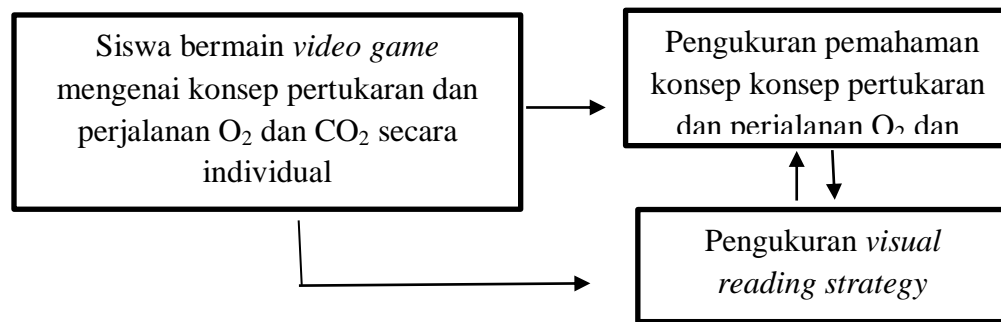 Siswa bermain video game
mengenai konsep pertukaran dan
perjalanan O₂ dan CO₂ secara
individual
Pengukuran pemahaman
konsep konsep pertukaran
dan perjalanan O₂ dan
Pengukuran visual
reading strategy